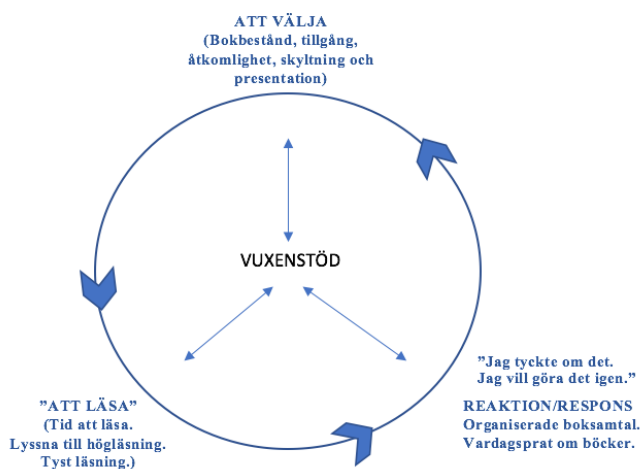 ATT VÄLJA
(Bokbestånd, tillgång,
åtkomlighet, skyltning och
presentation)
VUXENSTÖD
"ATT LÄSA"
(Tid att läsa.
Lyssna till högläsning.
Tyst läsning.)
"Jag tyckte om det.
Jag vill göra det igen."
REAKTION/RESPONS
Organiserade boksamtal.
Vardagsprat om böcker.